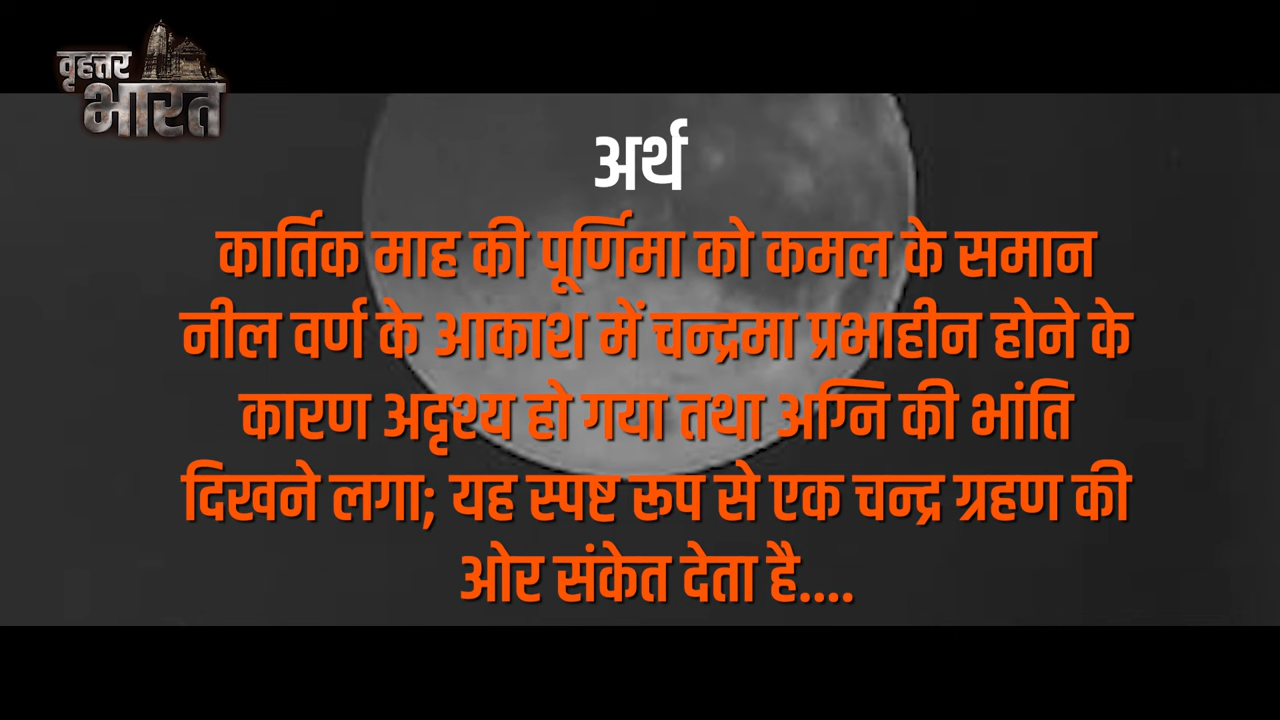 वृहत्तर
भारत
अर्थ
कार्तिक माह की पूर्णिमा को कमल के समान
नील वर्ण के आकाश में चन्द्रमा प्रभाहीन होने के
कारण अदृश्य हो गया तथा अग्नि की भांति
दिखने लगा; यह स्पष्ट रूप से एक चन्द्र ग्रहण की
ओर संकेत देता है....